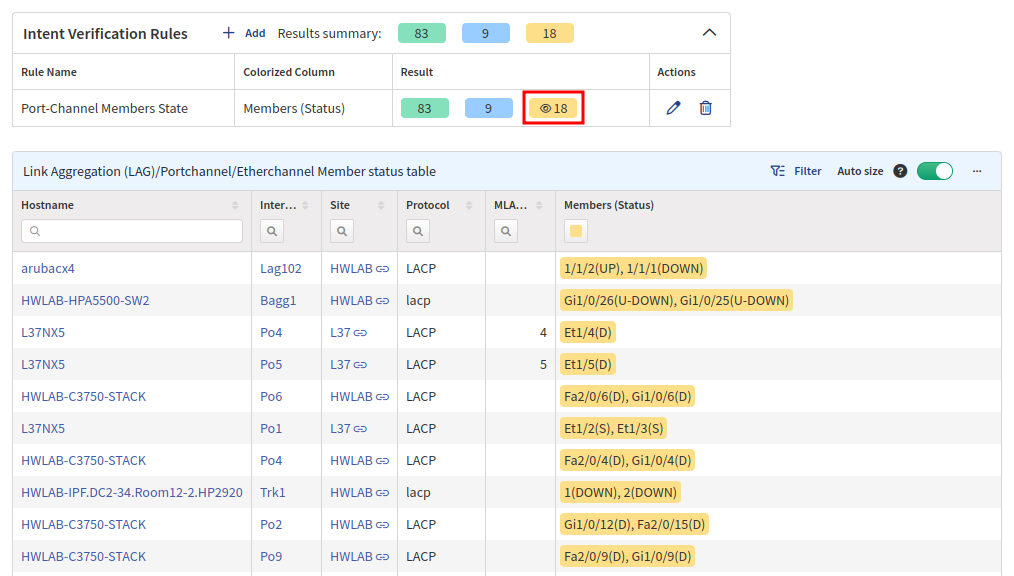 Intent Verification Rules Add Results summary: 83 9 18
Rule Name Colorized Column Result Actions
Port-Channel Members State Members (Status) 83 9 18
Link Aggregation (LAG)/Portchannel/Etherchannel Member status table Filter Auto size ? ...
Hostname Inter... Site Protocol MLA... Members (Status)
arubacx4 Lag102 HWLAB LACP 1/1/2(UP), 1/1/1(DOWN)
HWLAB-HPA5500-SW2 Bagg1 HWLAB lacp Gi1/0/26(U-DOWN), Gi1/0/25(U-DOWN)
L37NX5 Po4 L37 LACP 4 Et1/4(D)
L37NX5 Po5 L37 LACP 5 Et1/5(D)
HWLAB-C3750-STACK Po6 HWLAB LACP Fa2/0/6(D), Gi1/0/6(D)
L37NX5 Po1 L37 LACP Et1/2(S), Et1/3(S)
HWLAB-C3750-STACK Po4 HWLAB LACP Fa2/0/4(D), Gi1/0/4(D)
HWLAB-IPF.DC2-34.Room12-2.HP2920 Trk1 HWLAB lacp 1(DOWN), 2(DOWN)
HWLAB-C3750-STACK Po2 HWLAB LACP Gi1/0/12(D), Fa2/0/15(D)
HWLAB-C3750-STACK Po9 HWLAB LACP Fa2/0/9(D), Gi1/0/9(D)